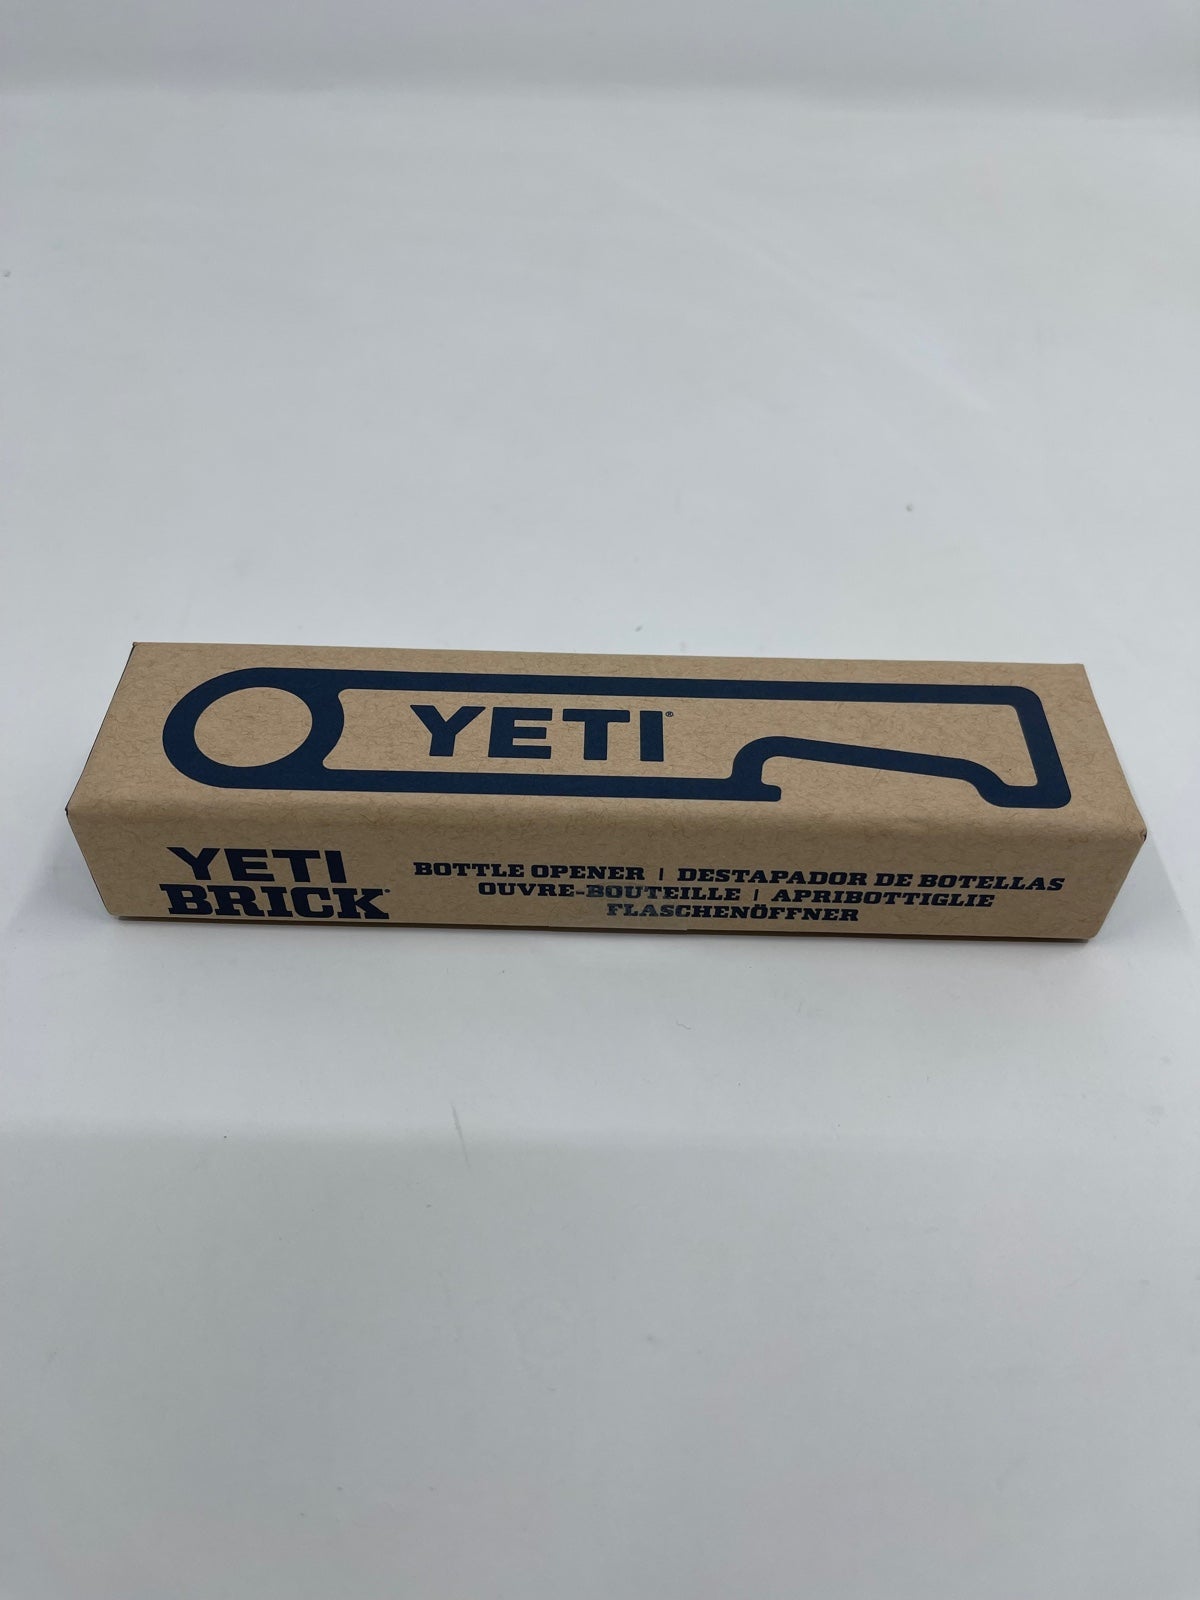 YETI®
YETI
BRICK®
BOTTLE OPENER | DESTAPADOR DE BOTELLAS
OUVRE-BOUTEILLE | APRIBOTTIGLIE
FLASCHENÖFFNER